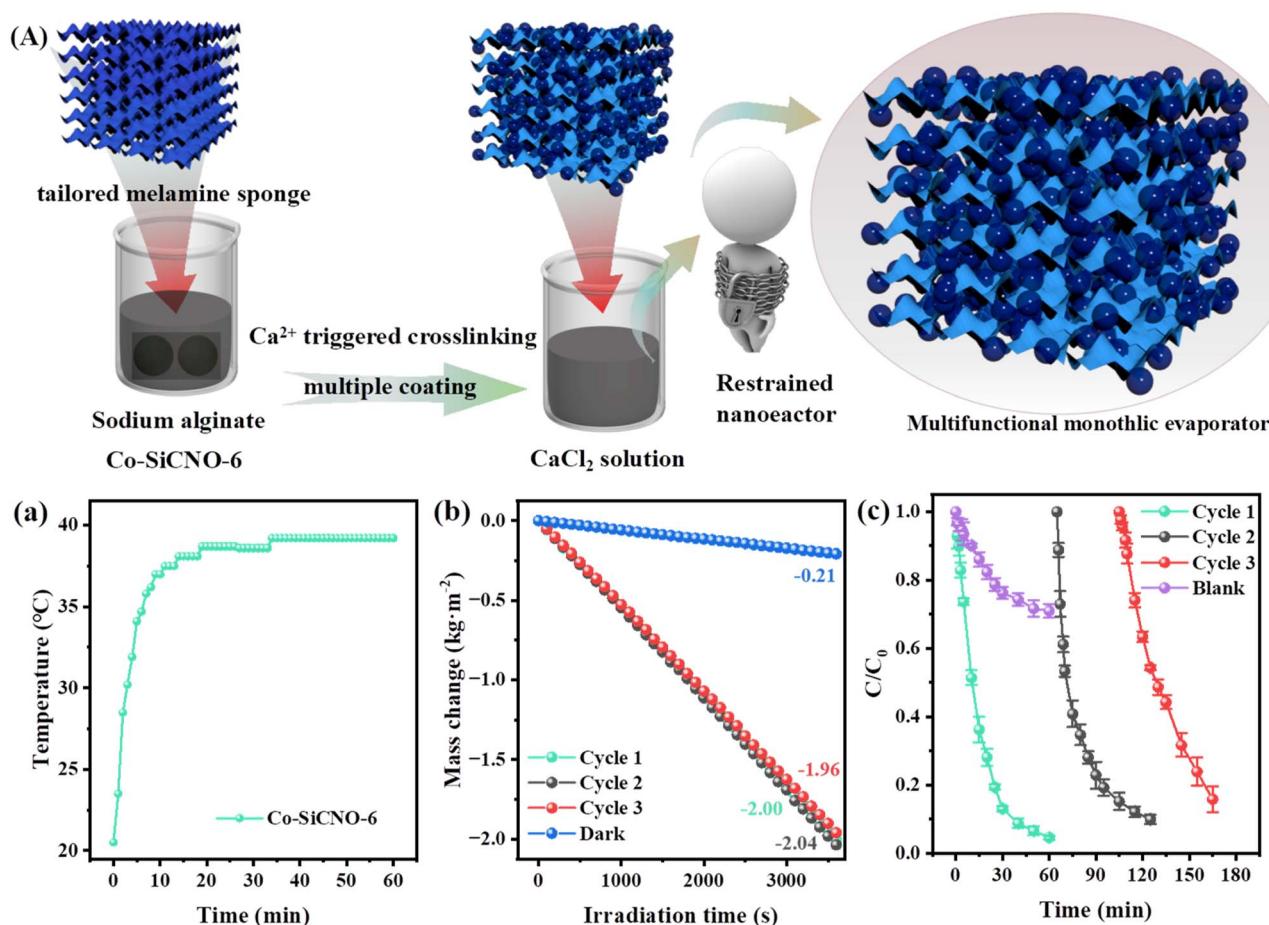 (A)
tailored melamine sponge
Ca²⁺ triggered crosslinking
multiple coating
Sodium alginate
Co-SiCNO-6
CaCl₂ solution
Restrained
nanoeactor
Multifunctional monothlic evaporator
(a)
Temperature (°C)
40
35
30
25
20
Co-SiCNO-6
0 10 20 30 40 50 60
Time (min)
(b)
Mass change (kg·m⁻²)
0.0
-0.5
-1.0
-1.5
-2.0
-0.21
-1.96
-2.00
-2.04
Cycle 1
Cycle 2
Cycle 3
Dark
0 1000 2000 3000
Irradiation time (s)
(c)
C/C₀
1.0
0.8
0.6
0.4
0.2
0.0
Cycle 1
Cycle 2
Cycle 3
Blank
0 30 60 90 120 150 180
Time (min)